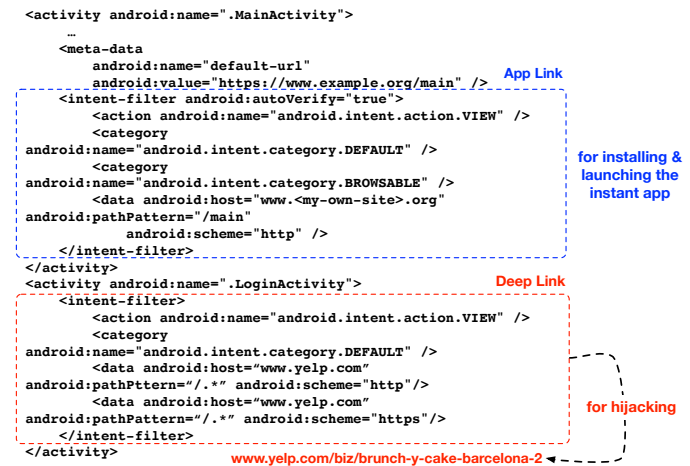 <activity android:name=".MainActivity">
…
<meta-data
android:name="default-url"
android:value="https://www.example.org/main" />
App Link
<intent-filter android:autoVerify="true">
<action android:name="android.intent.action.VIEW" />
<category
android:name="android.intent.category.DEFAULT" />
<category
android:name="android.intent.category.BROWSABLE" />
<data android:host="www.<my-own-site>.org"
android:pathPattern="/main"
android:scheme="http" />
</intent-filter>
for installing &
launching the
instant app
</activity>
<activity android:name=".LoginActivity">
Deep Link
<intent-filter>
<action android:name="android.intent.action.VIEW" />
<category
android:name="android.intent.category.DEFAULT" />
<data android:host=“www.yelp.com”
android:pathPttern=“/.*” android:scheme="http"/>
<data android:host=“www.yelp.com”
android:pathPattern=“/.*” android:scheme="https"/>
</intent-filter>
for hijacking
</activity>
www.yelp.com/biz/brunch-y-cake-barcelona-2